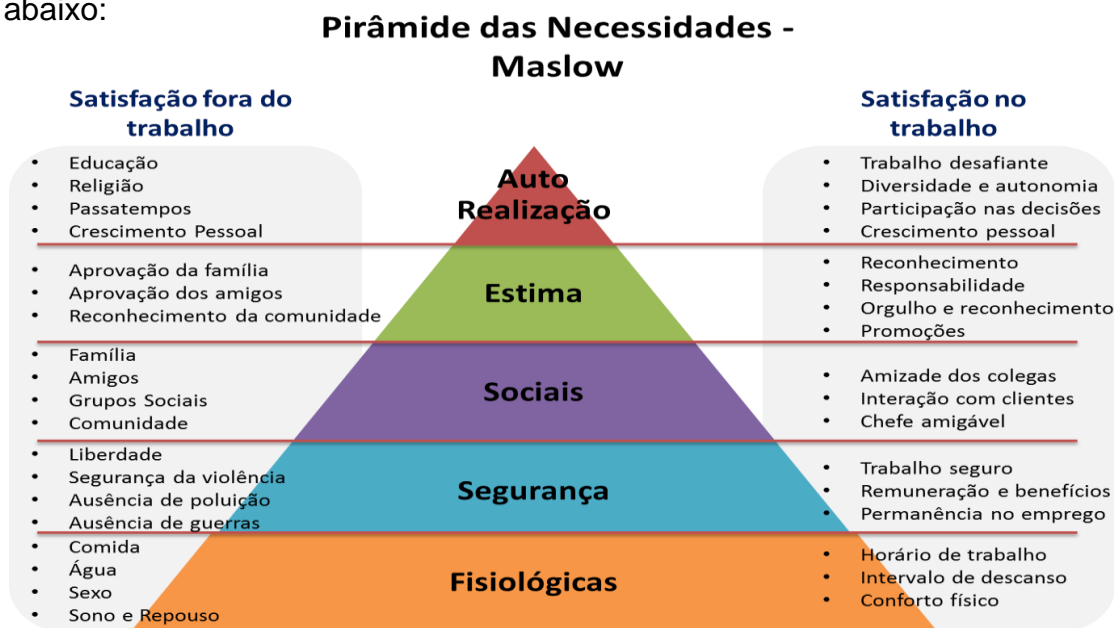 abaixo:
Pirâmide das Necessidades -
Maslow
Satisfação fora do
trabalho
Satisfação no
trabalho
• Educação
• Religião
• Passatempos
• Crescimento Pessoal
Auto
Realização
• Trabalho desafiante
• Diversidade e autonomia
• Participação nas decisões
• Crescimento pessoal
• Aprovação da família
• Aprovação dos amigos
• Reconhecimento da comunidade
Estima
• Reconhecimento
• Responsabilidade
• Orgulho e reconhecimento
• Promoções
• Família
• Amigos
• Grupos Sociais
• Comunidade
Sociais
• Amizade dos colegas
• Interação com clientes
• Chefe amigável
• Liberdade
• Segurança da violência
• Ausência de poluição
• Ausência de guerras
Segurança
• Trabalho seguro
• Remuneração e benefícios
• Permanência no emprego
• Comida
• Água
• Sexo
• Sono e Repouso
Fisiológicas
• Horário de trabalho
• Intervalo de descanso
• Conforto físico